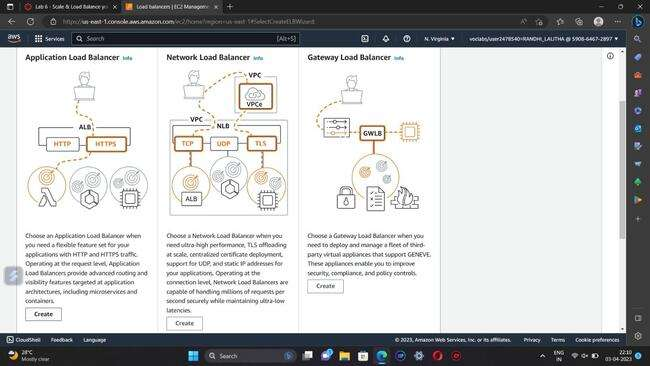 Lab 6 - Scale & Load Balance yo
Load balancers | EC2 Manageme
https://us-east-1.console.aws.amazon.com/ec2/home?region=us-east-1#SelectCreateELBWizard:
aws
Services
Search
[Alt+S]
N. Virginia
voclabs/user2478540=RANDHI_LALITHA @ 5906-6467-2897
Application Load Balancer Info
ALB
HTTP
HTTPS
Choose an Application Load Balancer when
you need a flexible feature set for your
applications with HTTP and HTTPS traffic.
Operating at the request level, Application
Load Balancers provide advanced routing and
visibility features targeted at application
architectures, including microservices and
containers.
Create
Network Load Balancer Info
VPC
VPCe
VPC
NLB
TCP
UDP
TLS
ALB
Choose a Network Load Balancer when you
need ultra-high performance, TLS offloading
at scale, centralized certificate deployment,
support for UDP, and static IP addresses for
your applications. Operating at the
connection level, Network Load Balancers are
capable of handling millions of requests per
second securely while maintaining ultra-low
latencies.
Create
Gateway Load Balancer Info
GWLB
Choose a Gateway Load Balancer when you
need to deploy and manage a fleet of third-
party virtual appliances that support GENEVE.
These appliances enable you to improve
security, compliance, and policy controls.
Create
CloudShell
Feedback
Language
© 2023, Amazon Web Services, Inc. or its affiliates.
Privacy
Terms
Cookie preferences
28°C
Mostly clear
Search
ENG
IN
22:10
03-04-2023